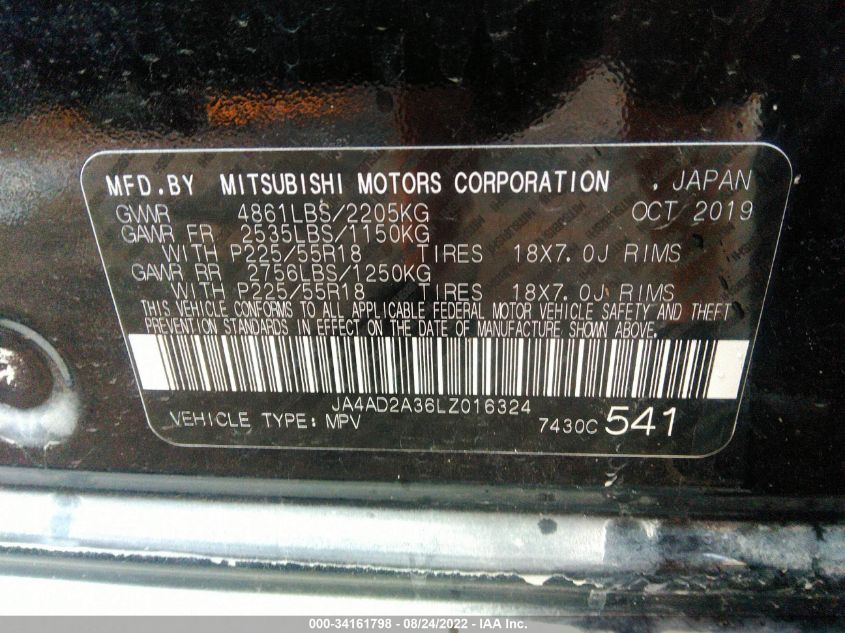 MFD.BY MITSUBISHI MOTORS CORPORATION , JAPAN
GVWR 4861LBS/2205KG OCT 2019
GAWR FR 2535LBS/1150KG
WITH P225/55R18 TIRES 18X7.0J RIMS
GAWR RR 2756LBS/1250KG
WITH P225/55R18 TIRES 18X7.0J RIMS
THIS VEHICLE CONFORMS TO ALL APPLICABLE FEDERAL MOTOR VEHICLE SAFETY AND THEFT
PREVENTION STANDARDS IN EFFECT ON THE DATE OF MANUFACTURE SHOWN ABOVE.
JA4AD2A36LZ016324
VEHICLE TYPE: MPV 7430C 541
000-34161798 - 08/24/2022 - IAA Inc.